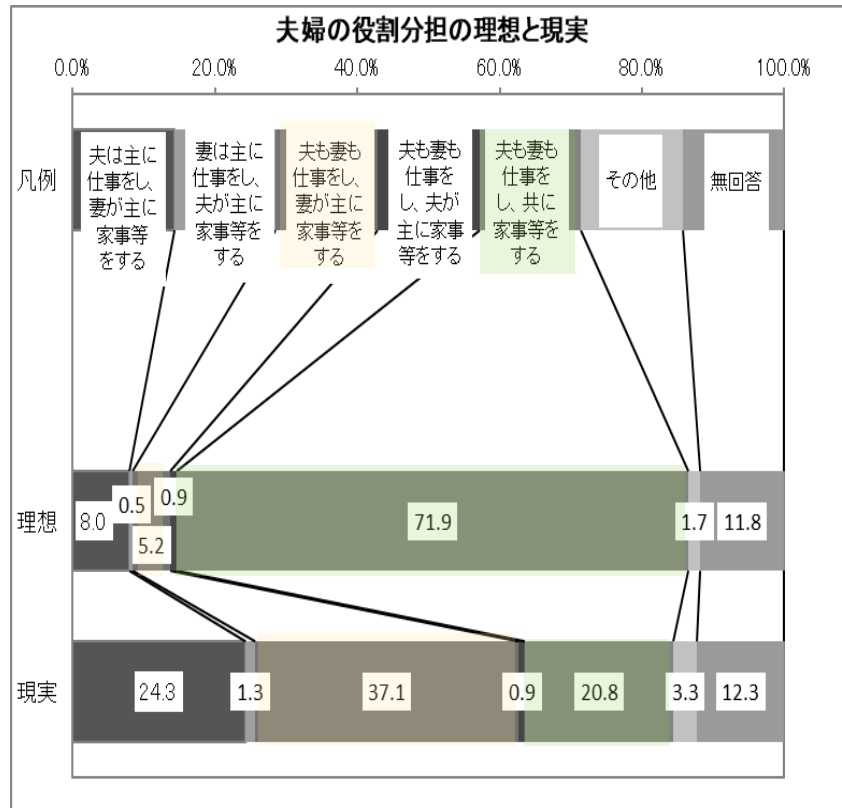 夫婦の役割分担の理想と現実
0.0%
20.0%
40.0%
60.0%
80.0%
100.0%
凡例
夫は主に
仕事をし、
妻が主に
家事等
をする
妻は主に
仕事をし、
夫が主に
家事等を
する
夫も妻も
仕事をし、
妻が主に
家事等を
する
夫も妻も
仕事を
し、夫が
主に家事
等をする
夫も妻も
仕事を
し、共に
家事等を
する
その他
無回答
理想
8.0
0.5
5.2
0.9
71.9
1.7
11.8
現実
24.3
1.3
37.1
0.9
20.8
3.3
12.3